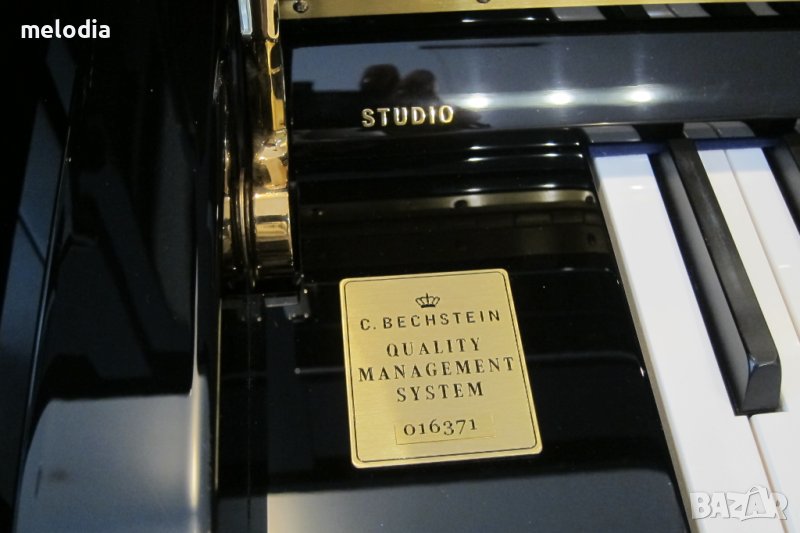 melodia
STUDIO
C. BECHSTEIN
QUALITY
MANAGEMENT
SYSTEM
016371
BAZAR